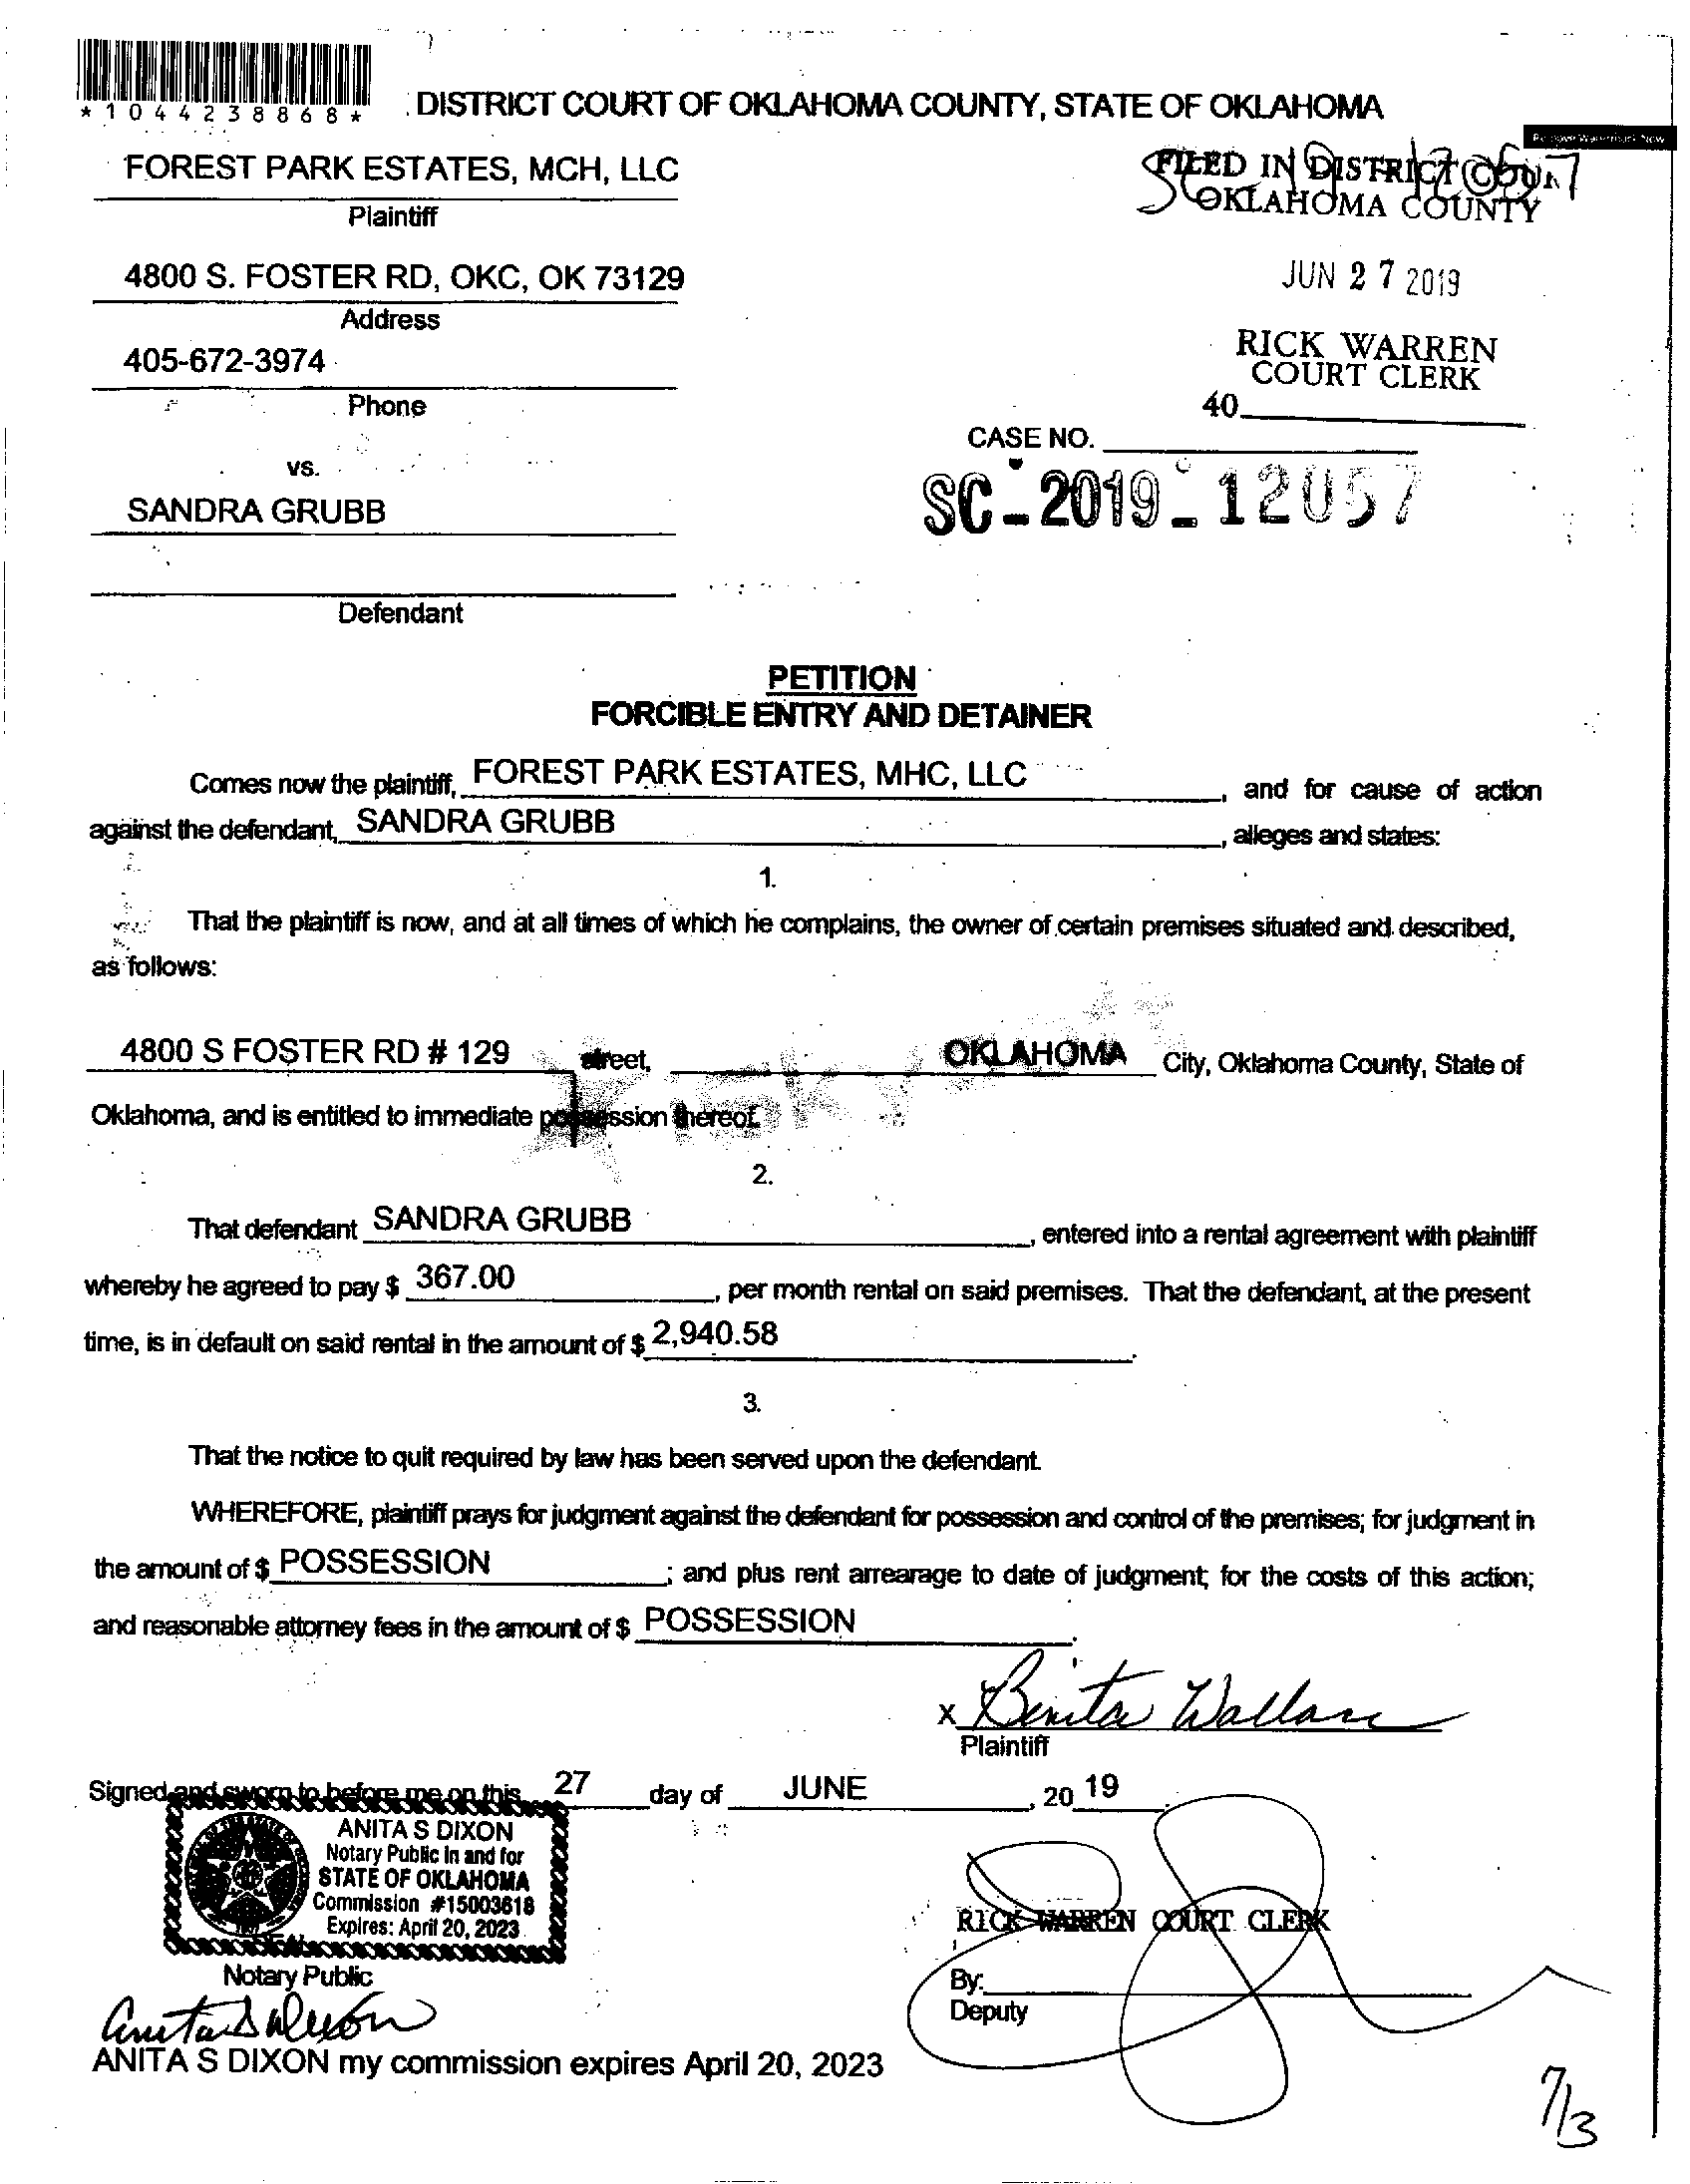 *1044238868*
DISTRICT COURT OF OKLAHOMA COUNTY, STATE OF OKLAHOMA
Remove Watermark Now
FOREST PARK ESTATES, MCH, LLC
Plaintiff
FILED IN DISTRICT COURT
OKLAHOMA COUNTY
SC-19-12057
4800 S. FOSTER RD, OKC, OK 73129
Address
JUN 27 2019
405-672-3974
Phone
RICK WARREN
COURT CLERK
40
CASE NO.
vs.
SC-2019-12057
SANDRA GRUBB
Defendant
PETITION
FORCIBLE ENTRY AND DETAINER
Comes now the plaintiff, FOREST PARK ESTATES, MHC, LLC, and for cause of action
against the defendant, SANDRA GRUBB, alleges and states:
1.
That the plaintiff is now, and at all times of which he complains, the owner of certain premises situated and described,
as follows:
4800 S FOSTER RD # 129 street, OKLAHOMA City, Oklahoma County, State of
Oklahoma, and is entitled to immediate possession thereof.
2.
That defendant SANDRA GRUBB, entered into a rental agreement with plaintiff
whereby he agreed to pay $ 367.00, per month rental on said premises. That the defendant, at the present
time, is in default on said rental in the amount of $ 2,940.58.
3.
That the notice to quit required by law has been served upon the defendant.
WHEREFORE, plaintiff prays for judgment against the defendant for possession and control of the premises; for judgment in
the amount of $ POSSESSION; and plus rent arrearage to date of judgment; for the costs of this action;
and reasonable attorney fees in the amount of $ POSSESSION.
X Benita Wallace
Plaintiff
Signed and sworn to before me on this 27 day of JUNE, 20 19.
ANITA S DIXON
Notary Public in and for
STATE OF OKLAHOMA
Commission #15003618
Expires: April 20, 2023
RICK WARREN COURT CLERK
Notary Public
By:
Deputy
Anita S Dixon
ANITA S DIXON my commission expires April 20, 2023
7/3